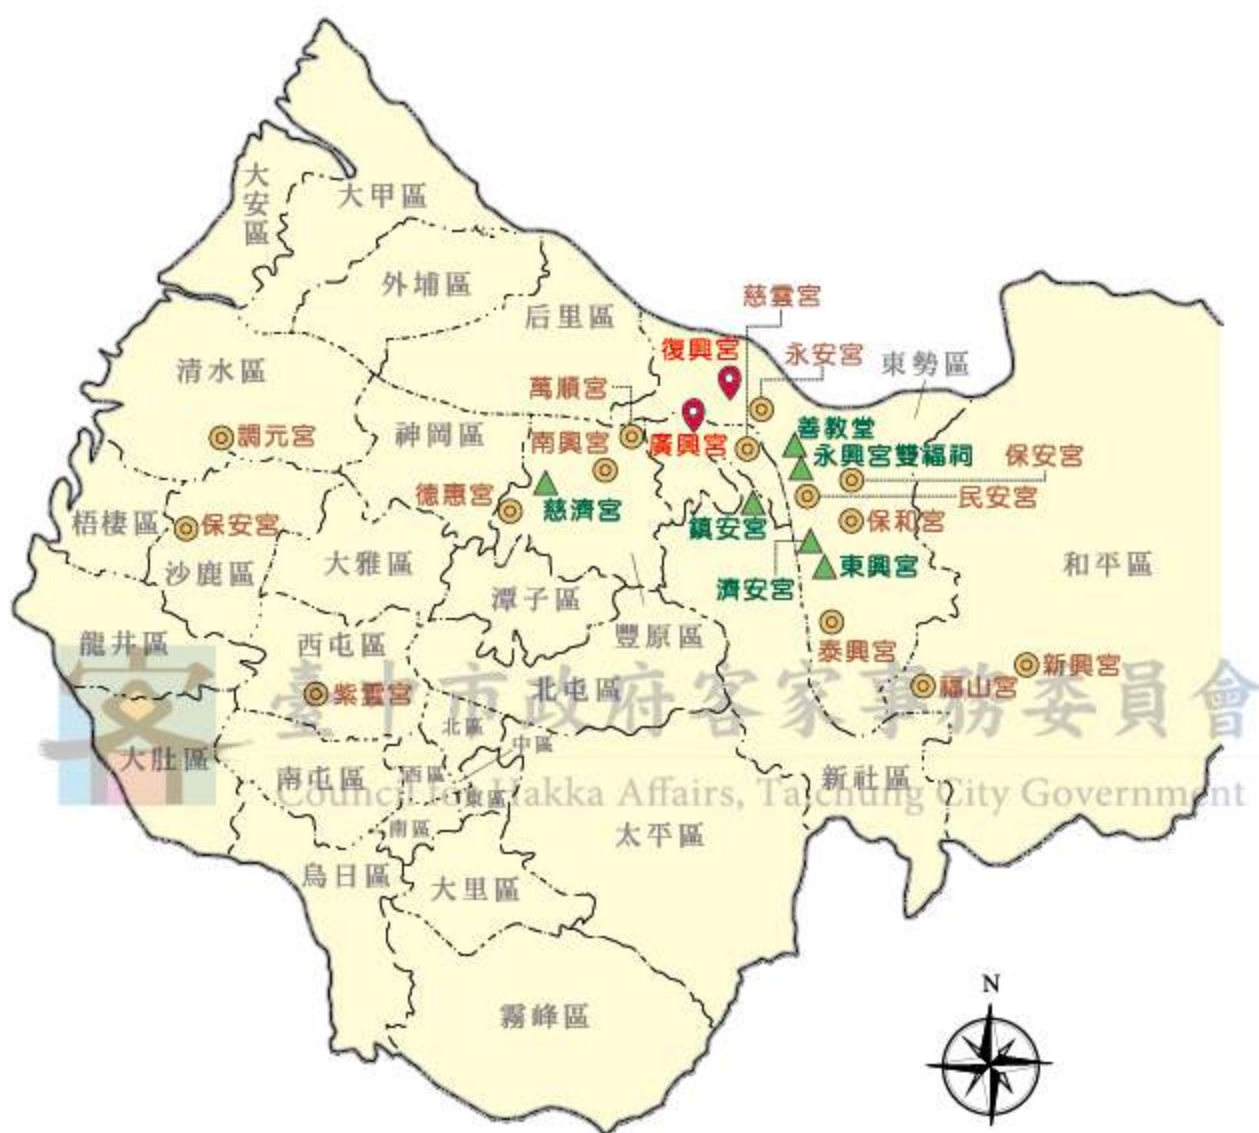 大安區
大甲區
外埔區
后里區
慈雲宮
復興宮
永安宮
東勢區
清水區
萬順宮
調元宮
神岡區
南興宮
廣興宮
善教堂
永興宮雙福祠
保安宮
德惠宮
慈濟宮
民安宮
梧棲區
保安宮
鎮安宮
保和宮
沙鹿區
大雅區
潭子區
濟安宮
東興宮
和平區
龍井區
西屯區
豐原區
泰興宮
新興宮
紫雲宮
北屯區
福山宮
臺中市政府客家事務委員會
北區
中區
大肚區
南屯區
西區
東區
新社區
Council for Hakka Affairs, Taichung City Government
南區
太平區
烏日區
大里區
霧峰區
N